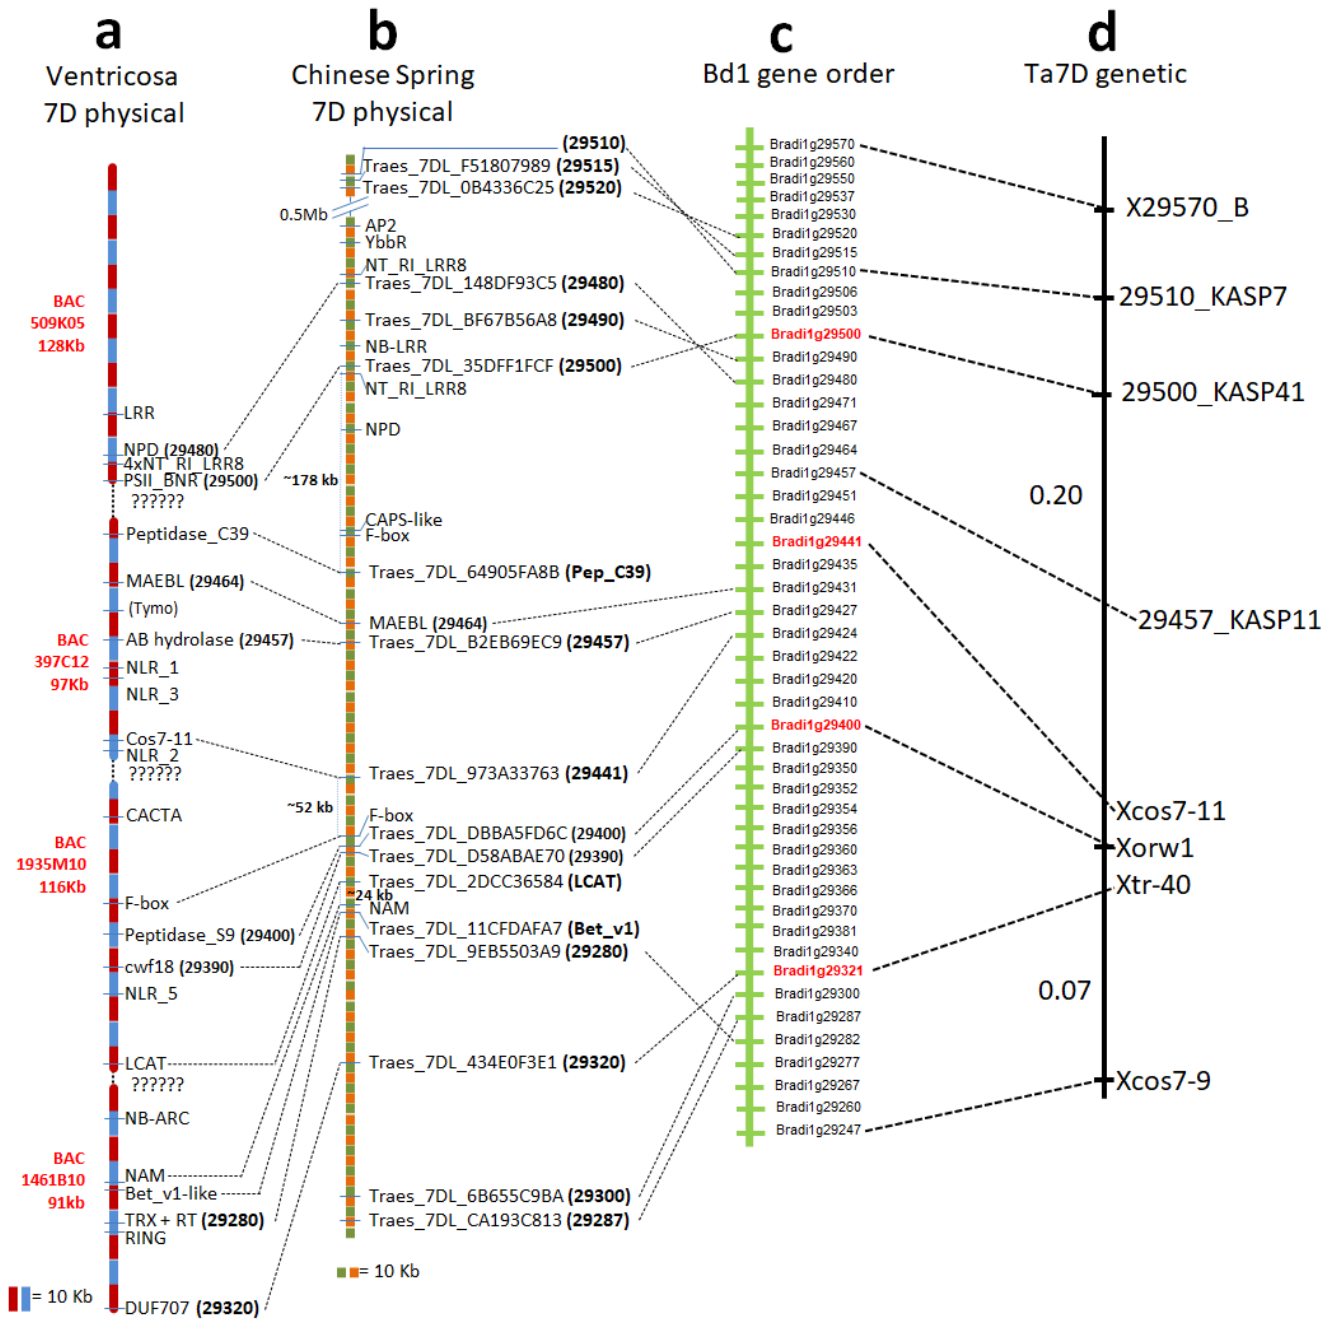 a
Ventricosa
7D physical
BAC
509K05
128Kb
LRR
NPD (29480)
4xNT_RI_LRR8
PSII_BNR (29500)
??????
Peptidase_C39
MAEBL (29464)
(Tymo)
AB hydrolase (29457)
BAC
397C12
97Kb
NLR_1
NLR_3
Cos7-11
NLR_2
??????
CACTA
BAC
1935M10
116Kb
F-box
Peptidase_S9 (29400)
cwf18 (29390)
NLR_5
LCAT
??????
NB-ARC
BAC
1461B10
91kb
NAM
Bet_v1-like
TRX + RT (29280)
RING
DUF707 (29320)
= 10 Kb
b
Chinese Spring
7D physical
(29510)
Traes_7DL_F51807989 (29515)
Traes_7DL_0B4336C25 (29520)
0.5Mb
AP2
YbbR
NT_RI_LRR8
Traes_7DL_148DF93C5 (29480)
Traes_7DL_BF67B56A8 (29490)
NB-LRR
Traes_7DL_35DFF1FCF (29500)
NT_RI_LRR8
NPD
~178 kb
CAPS-like
F-box
Traes_7DL_64905FA8B (Pep_C39)
MAEBL (29464)
Traes_7DL_B2EB69EC9 (29457)
Traes_7DL_973A33763 (29441)
~52 kb
F-box
Traes_7DL_DBBA5FD6C (29400)
Traes_7DL_D58ABAE70 (29390)
Traes_7DL_2DCC36584 (LCAT)
~24 kb
NAM
Traes_7DL_11CFDAFA7 (Bet_v1)
Traes_7DL_9EB5503A9 (29280)
Traes_7DL_434E0F3E1 (29320)
Traes_7DL_6B655C9BA (29300)
Traes_7DL_CA193C813 (29287)
= 10 Kb
c
Bd1 gene order
Bradi1g29570
Bradi1g29560
Bradi1g29550
Bradi1g29537
Bradi1g29530
Bradi1g29520
Bradi1g29515
Bradi1g29510
Bradi1g29506
Bradi1g29503
Bradi1g29500
Bradi1g29490
Bradi1g29480
Bradi1g29471
Bradi1g29467
Bradi1g29464
Bradi1g29457
Bradi1g29451
Bradi1g29446
Bradi1g29441
Bradi1g29435
Bradi1g29431
Bradi1g29427
Bradi1g29424
Bradi1g29422
Bradi1g29420
Bradi1g29410
Bradi1g29400
Bradi1g29390
Bradi1g29350
Bradi1g29352
Bradi1g29354
Bradi1g29356
Bradi1g29360
Bradi1g29363
Bradi1g29366
Bradi1g29370
Bradi1g29381
Bradi1g29340
Bradi1g29321
Bradi1g29300
Bradi1g29287
Bradi1g29282
Bradi1g29277
Bradi1g29267
Bradi1g29260
Bradi1g29247
d
Ta7D genetic
X29570_B
29510_KASP7
29500_KASP41
0.20
29457_KASP11
Xcos7-11
Xorw1
Xtr-40
0.07
Xcos7-9